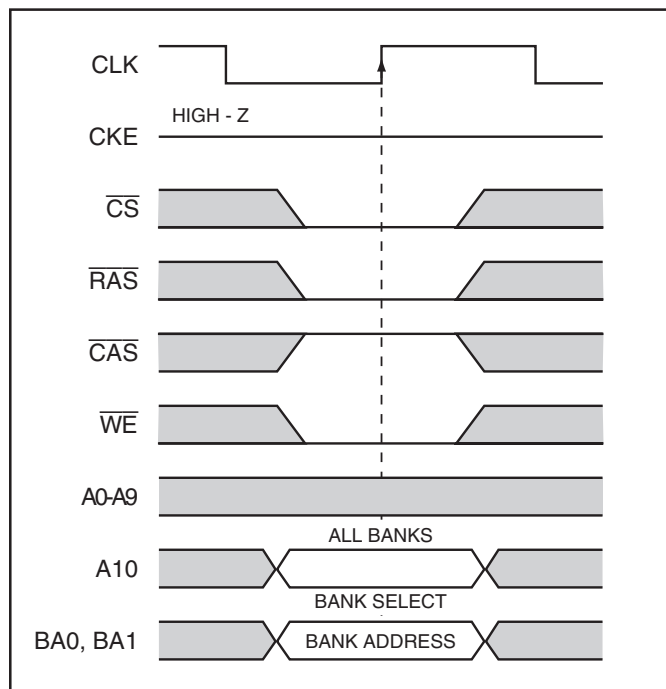 CLK
HIGH - Z
CKE
CS
RAS
CAS
WE
A0-A9
ALL BANKS
A10
BANK SELECT
BA0, BA1
BANK ADDRESS